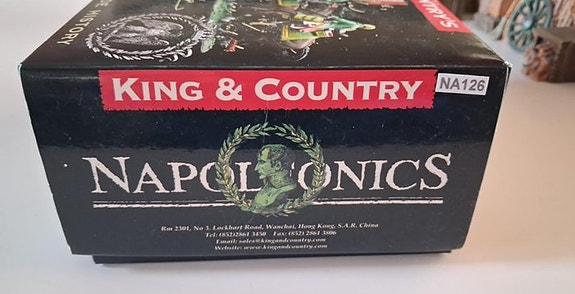 HISTORY
KING & COUNTRY
NA126
NAPOLEONICS
Rm 2301, No 3. Lockhart Road, Wanchai, Hong Kong, S.A.R. China
Tel: (852)2861 3450 Fax: (852) 2861 3806
Email: sales@kingandcountry.com
Website: www.kingandcountry.com